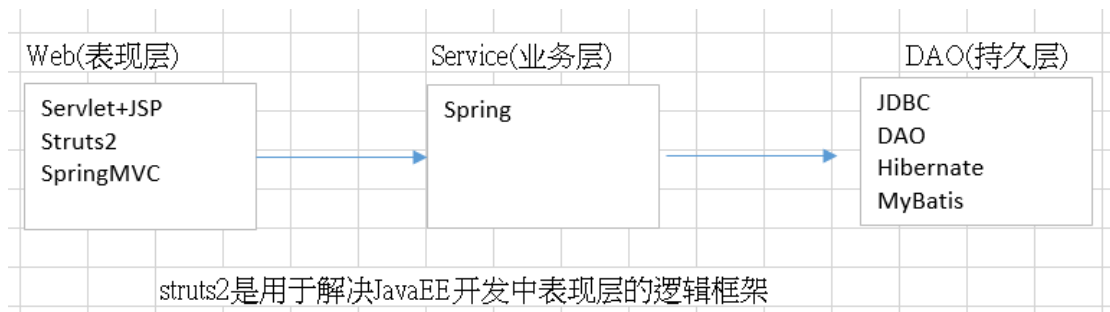 Web(表现层)
Service(业务层)
DAO(持久层)
Servlet+JSP
Struts2
SpringMVC
Spring
JDBC
DAO
Hibernate
MyBatis
struts2是用于解决JavaEE开发中表现层的逻辑框架